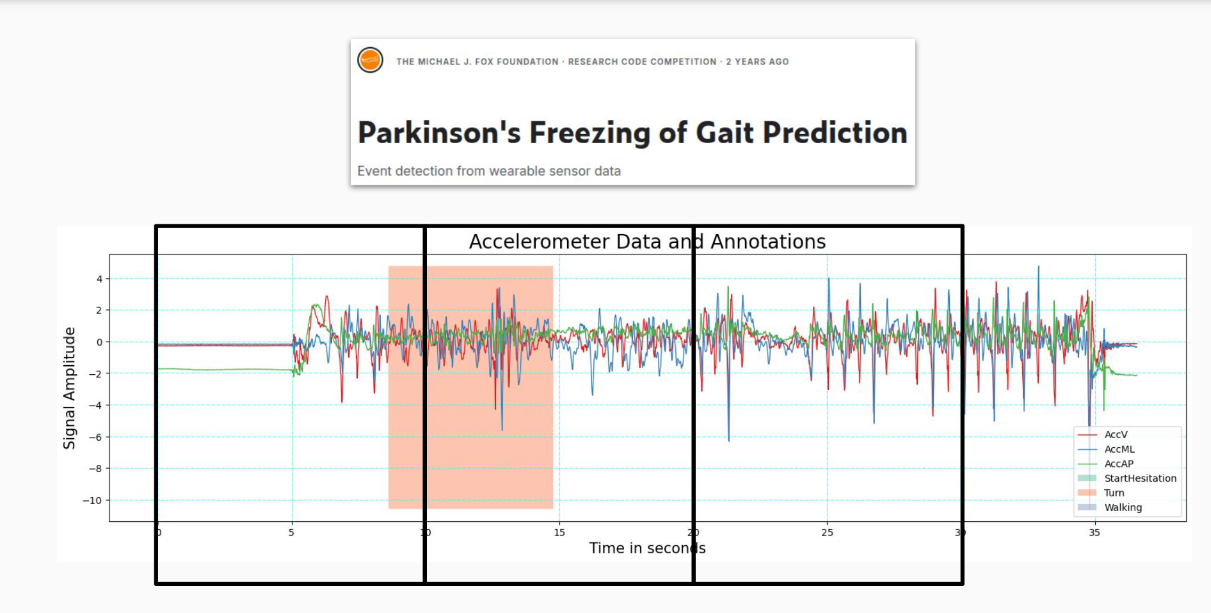 THE MICHAEL J. FOX FOUNDATION · RESEARCH CODE COMPETITION · 2 YEARS AGO
Parkinson's Freezing of Gait Prediction
Event detection from wearable sensor data
Accelerometer Data and Annotations
Signal Amplitude
4
2
0
−2
−4
−6
−8
−10
AccV
AccML
AccAP
StartHesitation
Turn
Walking
0 5 10 15 20 25 30 35
Time in seconds